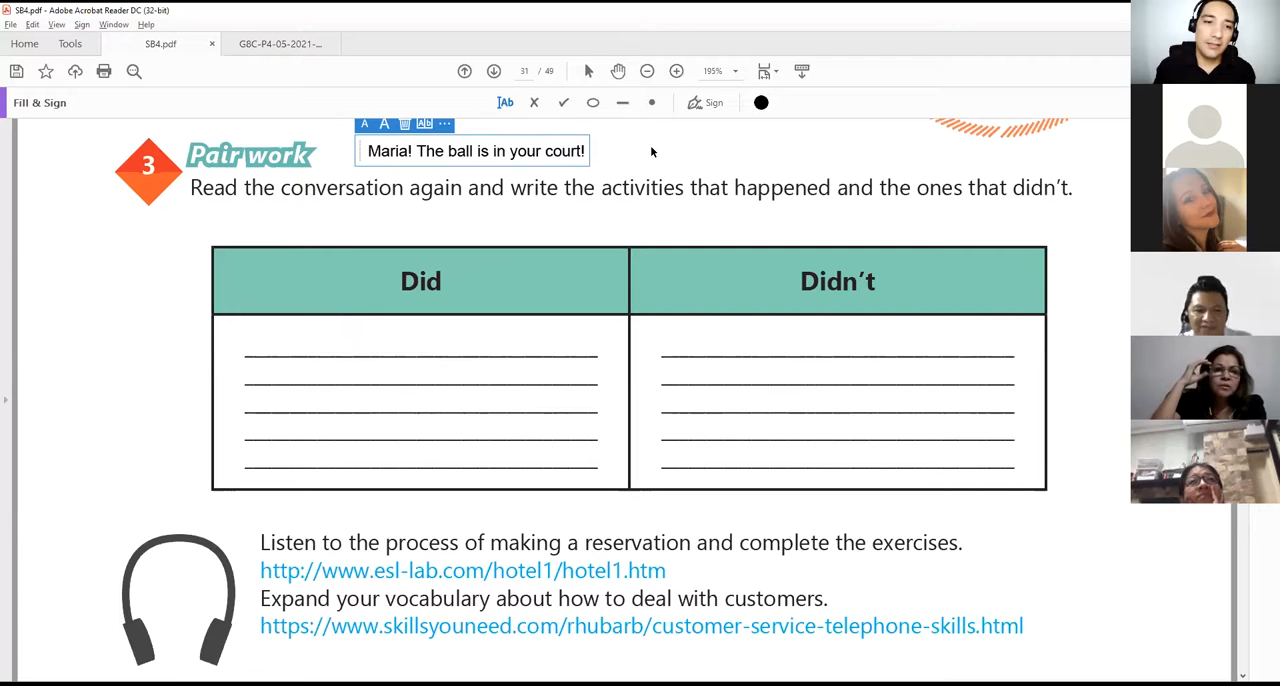 SB4.pdf - Adobe Acrobat Reader DC (32-bit)
File Edit View Sign Window Help
Home Tools SB4.pdf × G8C-P4-05-2021-...
31 / 49 195%
Fill & Sign Ab Sign
A A Ab ...
Maria! The ball is in your court!
3 Pair work
Read the conversation again and write the activities that happened and the ones that didn't.
Did Didn't
Listen to the process of making a reservation and complete the exercises.
http://www.esl-lab.com/hotel1/hotel1.htm
Expand your vocabulary about how to deal with customers.
https://www.skillsyouneed.com/rhubarb/customer-service-telephone-skills.html